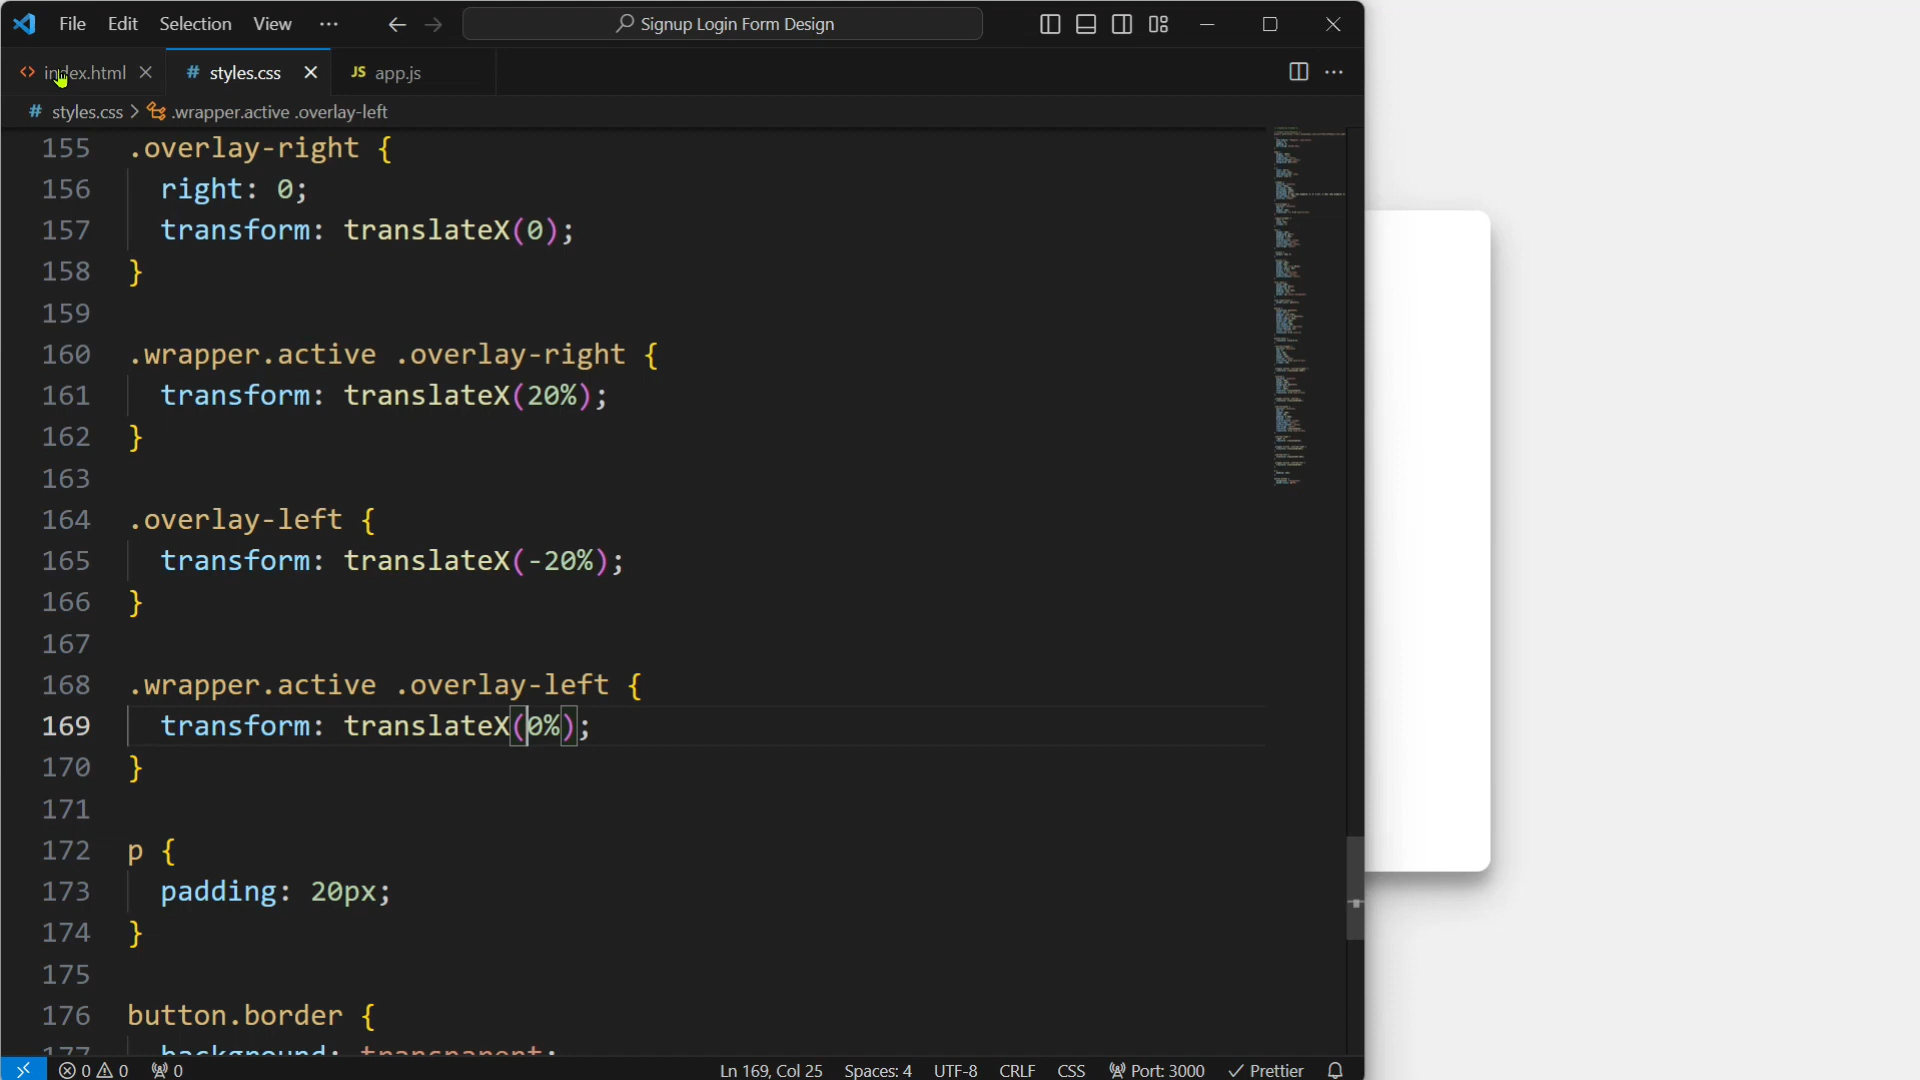 File Edit Selection View ··· Signup Login Form Design
index.html # styles.css JS app.js
# styles.css > .wrapper.active .overlay-left
155 .overlay-right {
156 right: 0;
157 transform: translateX(0);
158 }
159
160 .wrapper.active .overlay-right {
161 transform: translateX(20%);
162 }
163
164 .overlay-left {
165 transform: translateX(-20%);
166 }
167
168 .wrapper.active .overlay-left {
169 transform: translateX(0%);
170 }
171
172 p {
173 padding: 20px;
174 }
175
176 button.border {
177 background: transparent;
0 0 0 Ln 169, Col 25 Spaces: 4 UTF-8 CRLF CSS Port: 3000 Prettier